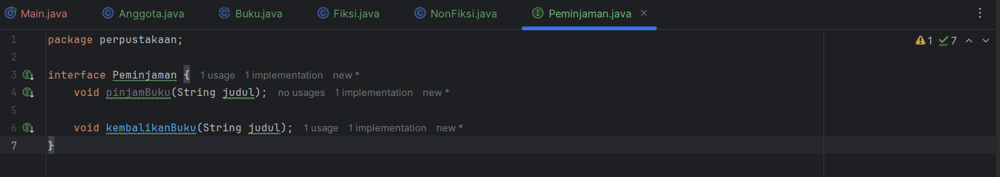 Main.java Anggota.java Buku.java Fiksi.java NonFiksi.java Peminjaman.java
1 package perpustakaan; 1 7
2
3 interface Peminjaman { 1 usage 1 implementation new *
4 void pinjamBuku(String judul); no usages 1 implementation new *
5
6 void kembalikanBuku(String judul); 1 usage 1 implementation new *
7 }